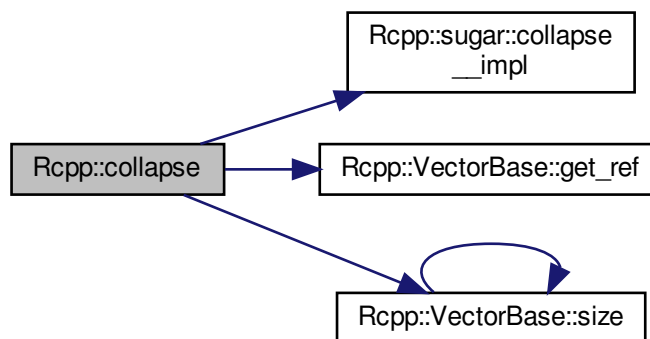 Rcpp::sugar::collapse
__impl
Rcpp::collapse
Rcpp::VectorBase::get_ref
Rcpp::VectorBase::size